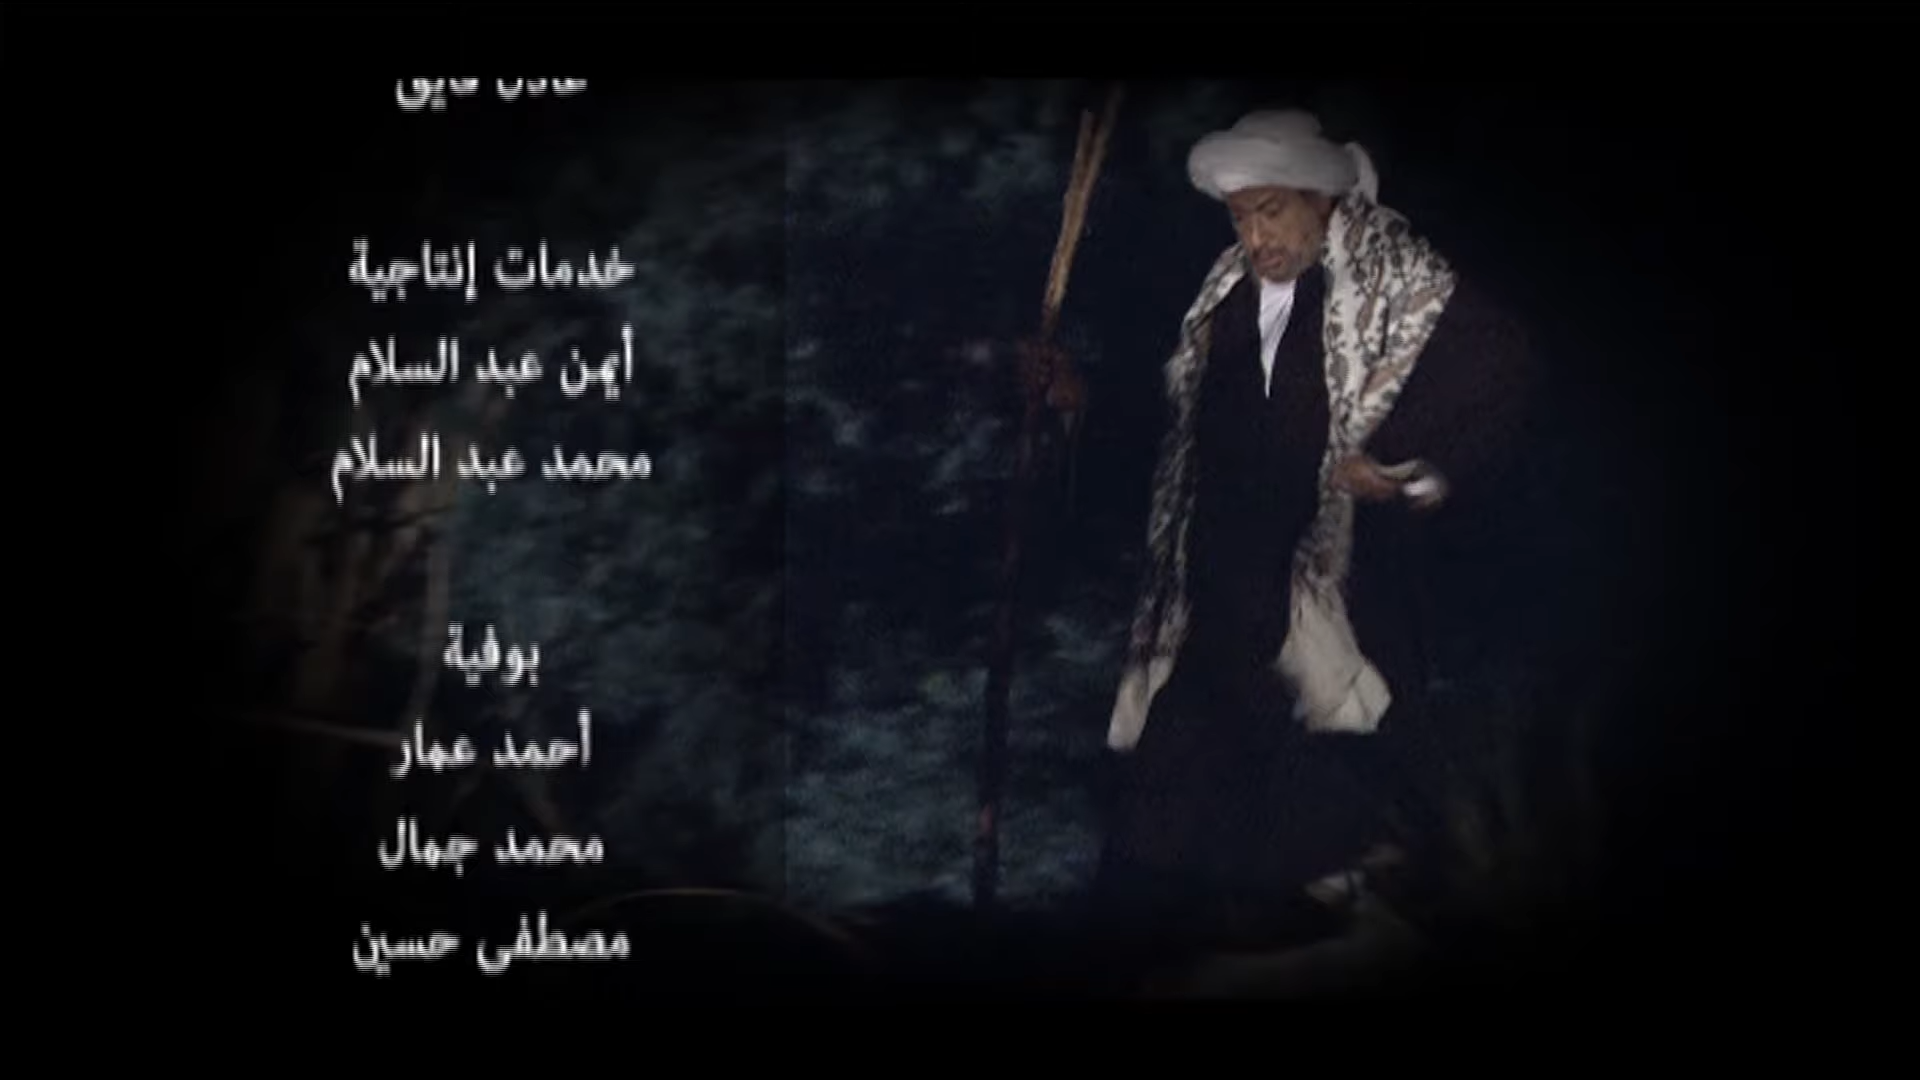 خدمات إنتاجية
أيمن عبد السلام
محمد عبد السلام
بوفية
أحمد عمار
محمد جمال
مصطفى حسين